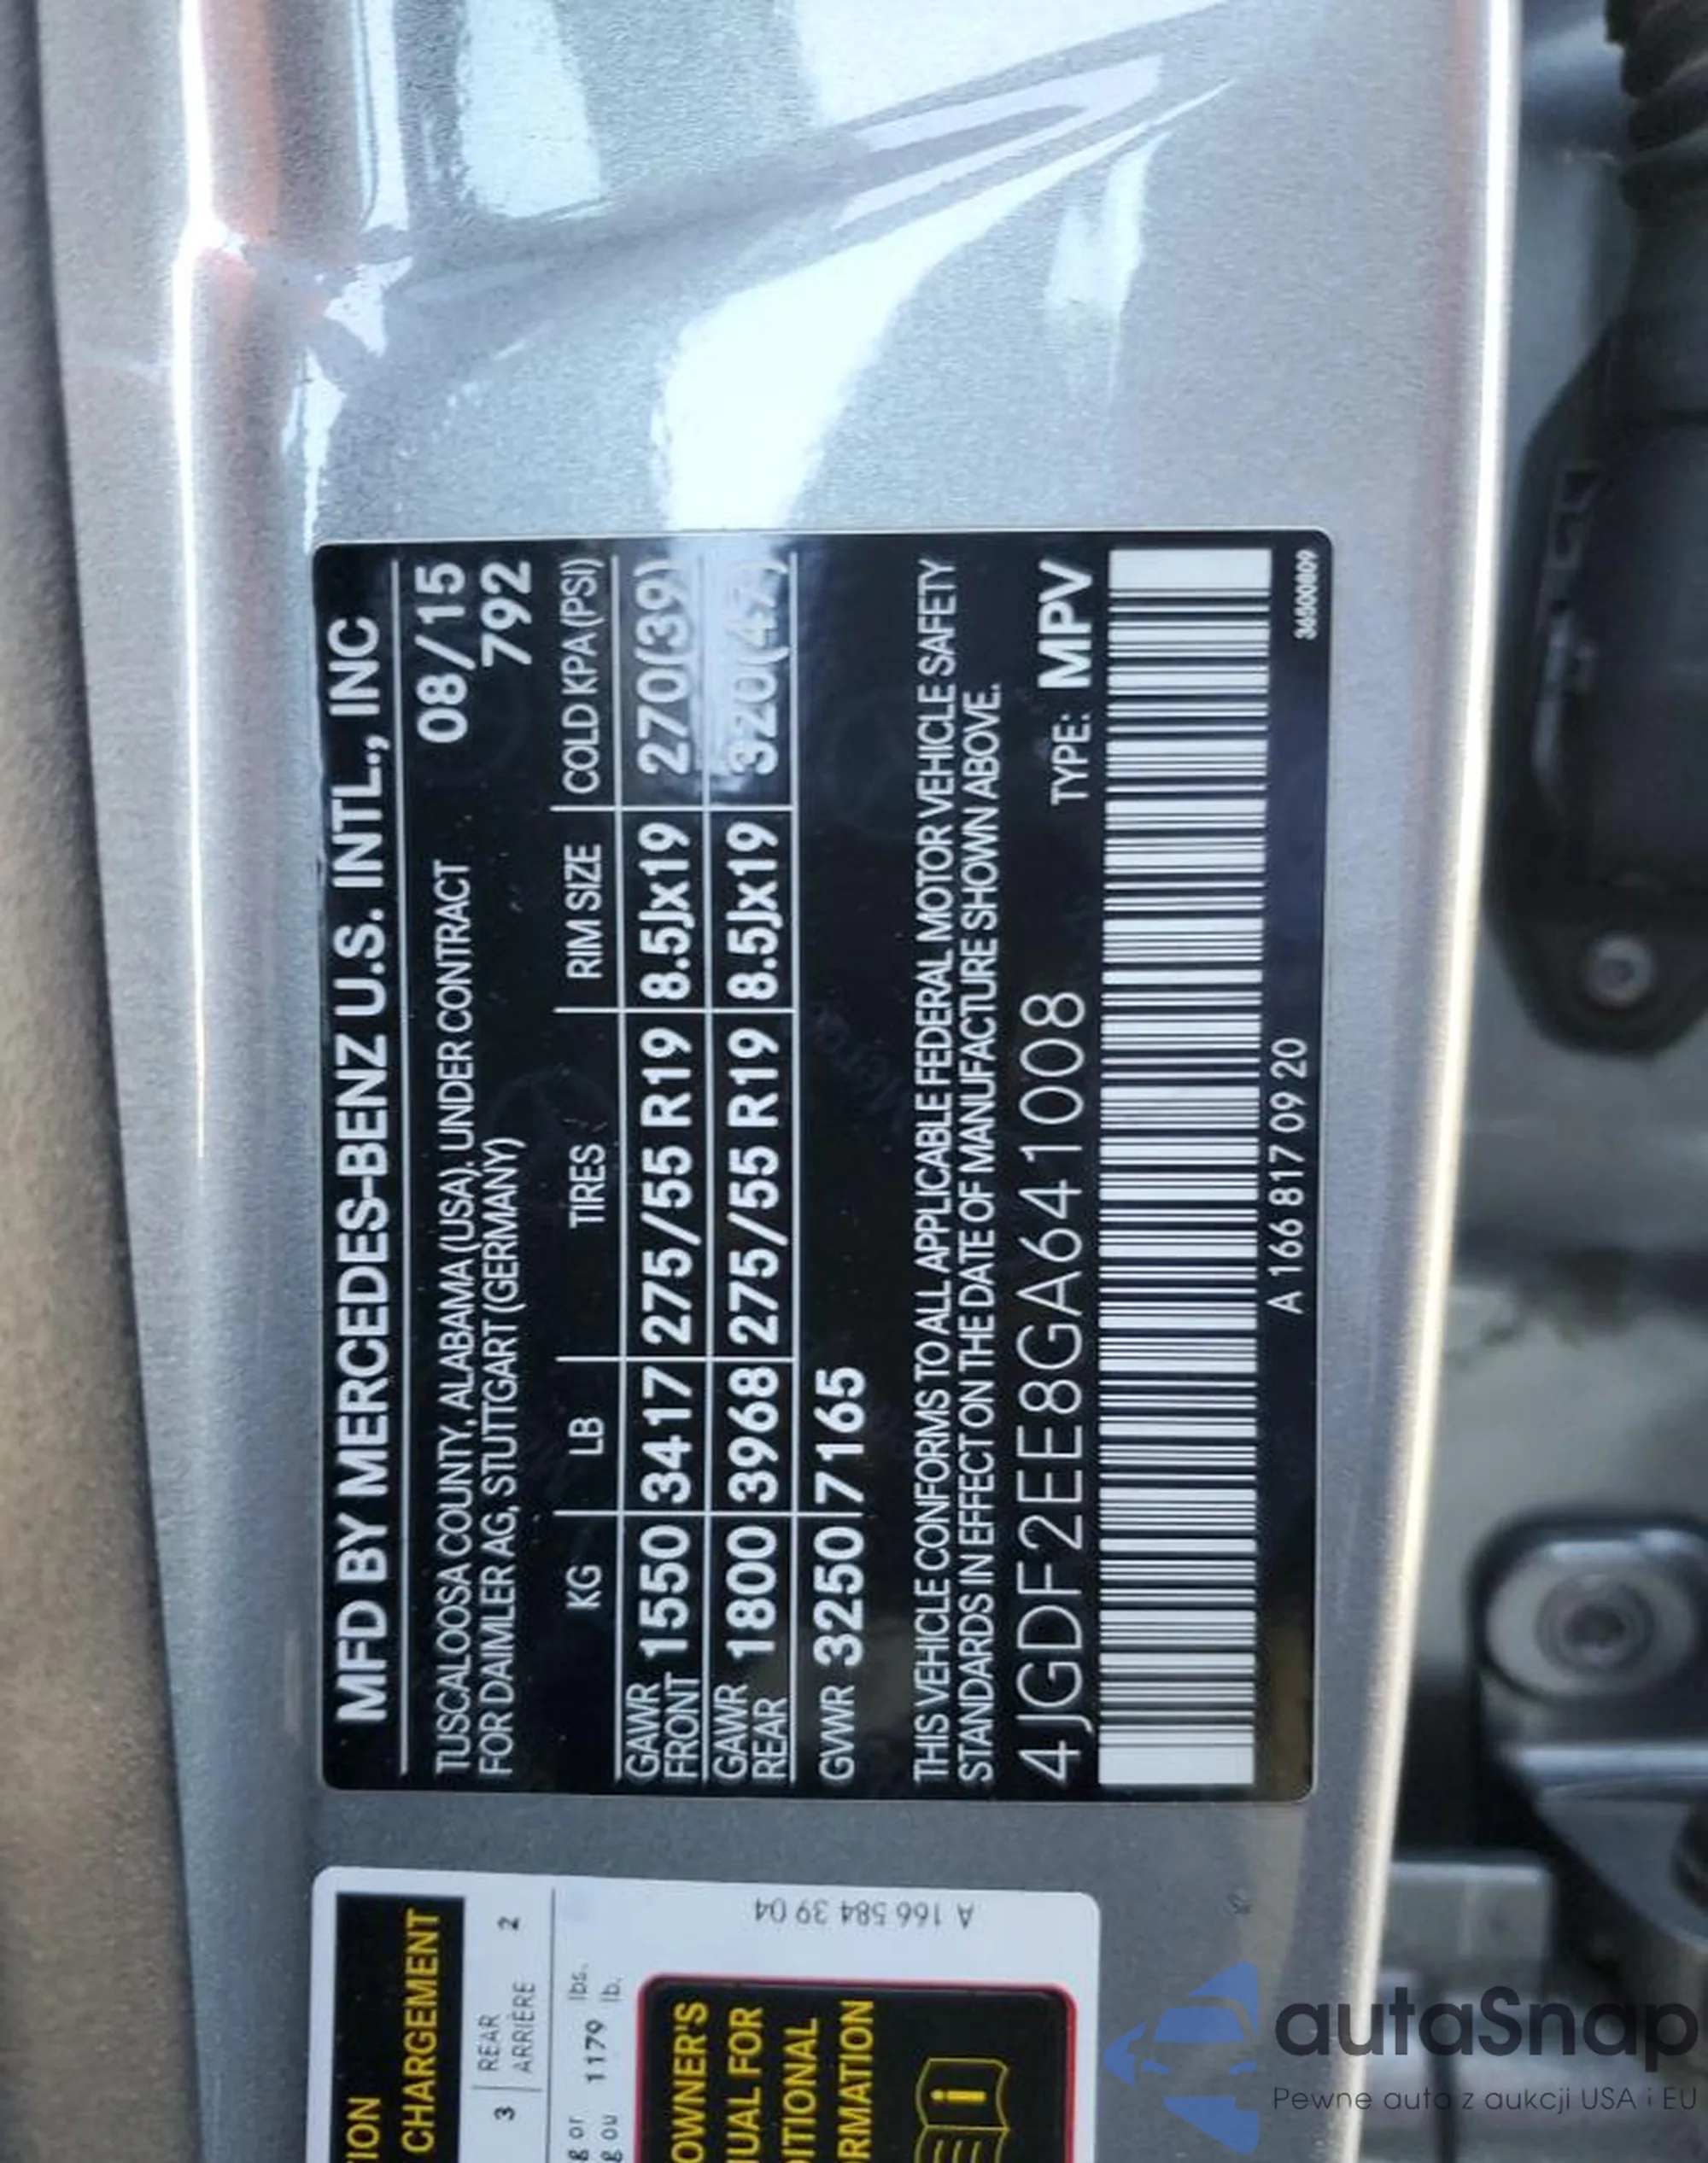 MFD BY MERCEDES-BENZ U.S. INTL., INC
TUSCALOOSA COUNTY, ALABAMA (USA), UNDER CONTRACT 08/15
FOR DAIMLER AG, STUTTGART (GERMANY) 792
KG LB TIRES RIM SIZE COLD KPA (PSI)
GAWR FRONT 1550 3417 275/55 R19 8.5Jx19 270(39)
GAWR REAR 1800 3968 275/55 R19 8.5Jx19
GVWR 3250 7165
THIS VEHICLE CONFORMS TO ALL APPLICABLE FEDERAL MOTOR VEHICLE SAFETY
STANDARDS IN EFFECT ON THE DATE OF MANUFACTURE SHOWN ABOVE.
4JGDF2EE8GA641008 TYPE: MPV
A 166 817 09 20
36600809
CHARGEMENT
3 REAR 2
ARRIÈRE
1179 lbs.
lb.
A 166 584 39 04
OWNER'S
FOR
autaSnap
Pewne auta z aukcji USA i EU